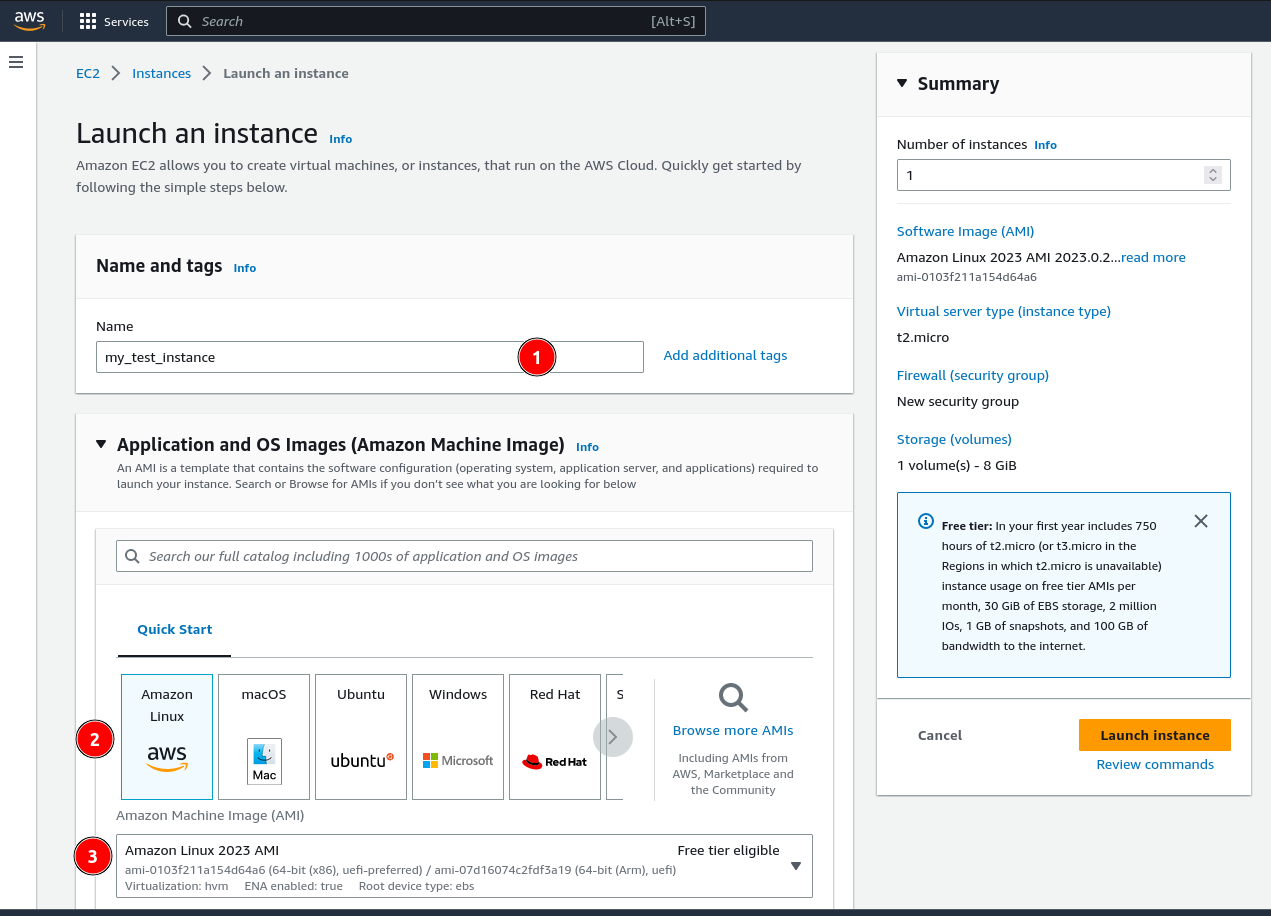 aws
Services
Search [Alt+S]
EC2 > Instances > Launch an instance
Launch an instance Info
Amazon EC2 allows you to create virtual machines, or instances, that run on the AWS Cloud. Quickly get started by
following the simple steps below.
Name and tags Info
Name
my_test_instance
1
Add additional tags
Application and OS Images (Amazon Machine Image) Info
An AMI is a template that contains the software configuration (operating system, application server, and applications) required to
launch your instance. Search or Browse for AMIs if you don't see what you are looking for below
Search our full catalog including 1000s of application and OS images
Quick Start
2
Amazon
Linux
aws
macOS
Mac
Ubuntu
ubuntu
Windows
Microsoft
Red Hat
Red Hat
S
Browse more AMIs
Including AMIs from
AWS, Marketplace and
the Community
Amazon Machine Image (AMI)
3
Amazon Linux 2023 AMI Free tier eligible
ami-0103f211a154d64a6 (64-bit (x86), uefi-preferred) / ami-07d16074c2fdf3a19 (64-bit (Arm), uefi)
Virtualization: hvm ENA enabled: true Root device type: ebs
Summary
Number of instances Info
1
Software Image (AMI)
Amazon Linux 2023 AMI 2023.0.2...read more
ami-0103f211a154d64a6
Virtual server type (instance type)
t2.micro
Firewall (security group)
New security group
Storage (volumes)
1 volume(s) - 8 GiB
Free tier: In your first year includes 750
hours of t2.micro (or t3.micro in the
Regions in which t2.micro is unavailable)
instance usage on free tier AMIs per
month, 30 GiB of EBS storage, 2 million
IOs, 1 GB of snapshots, and 100 GB of
bandwidth to the internet.
Cancel
Launch instance
Review commands